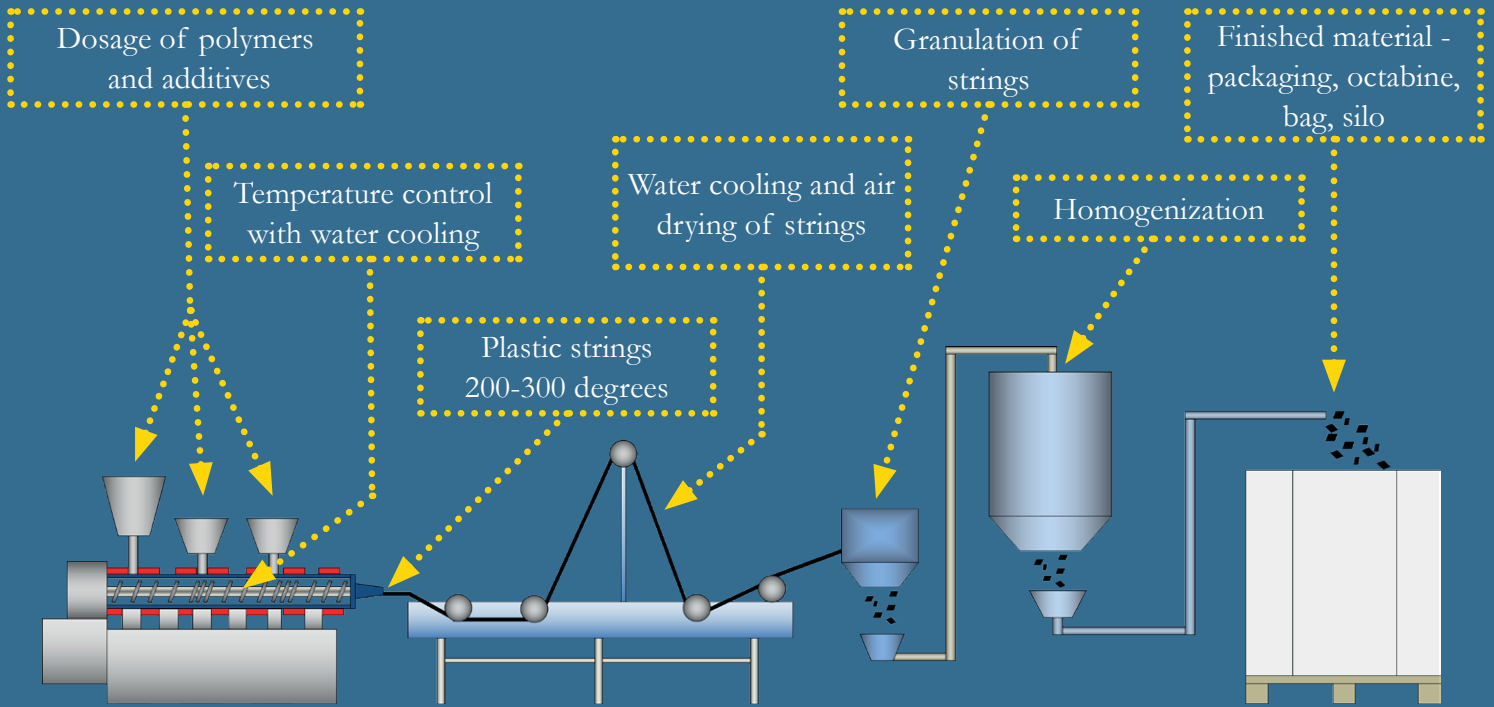 Dosage of polymers
and additives
Temperature control
with water cooling
Plastic strings
200-300 degrees
Water cooling and air
drying of strings
Granulation of
strings
Homogenization
Finished material -
packaging, octabine,
bag, silo